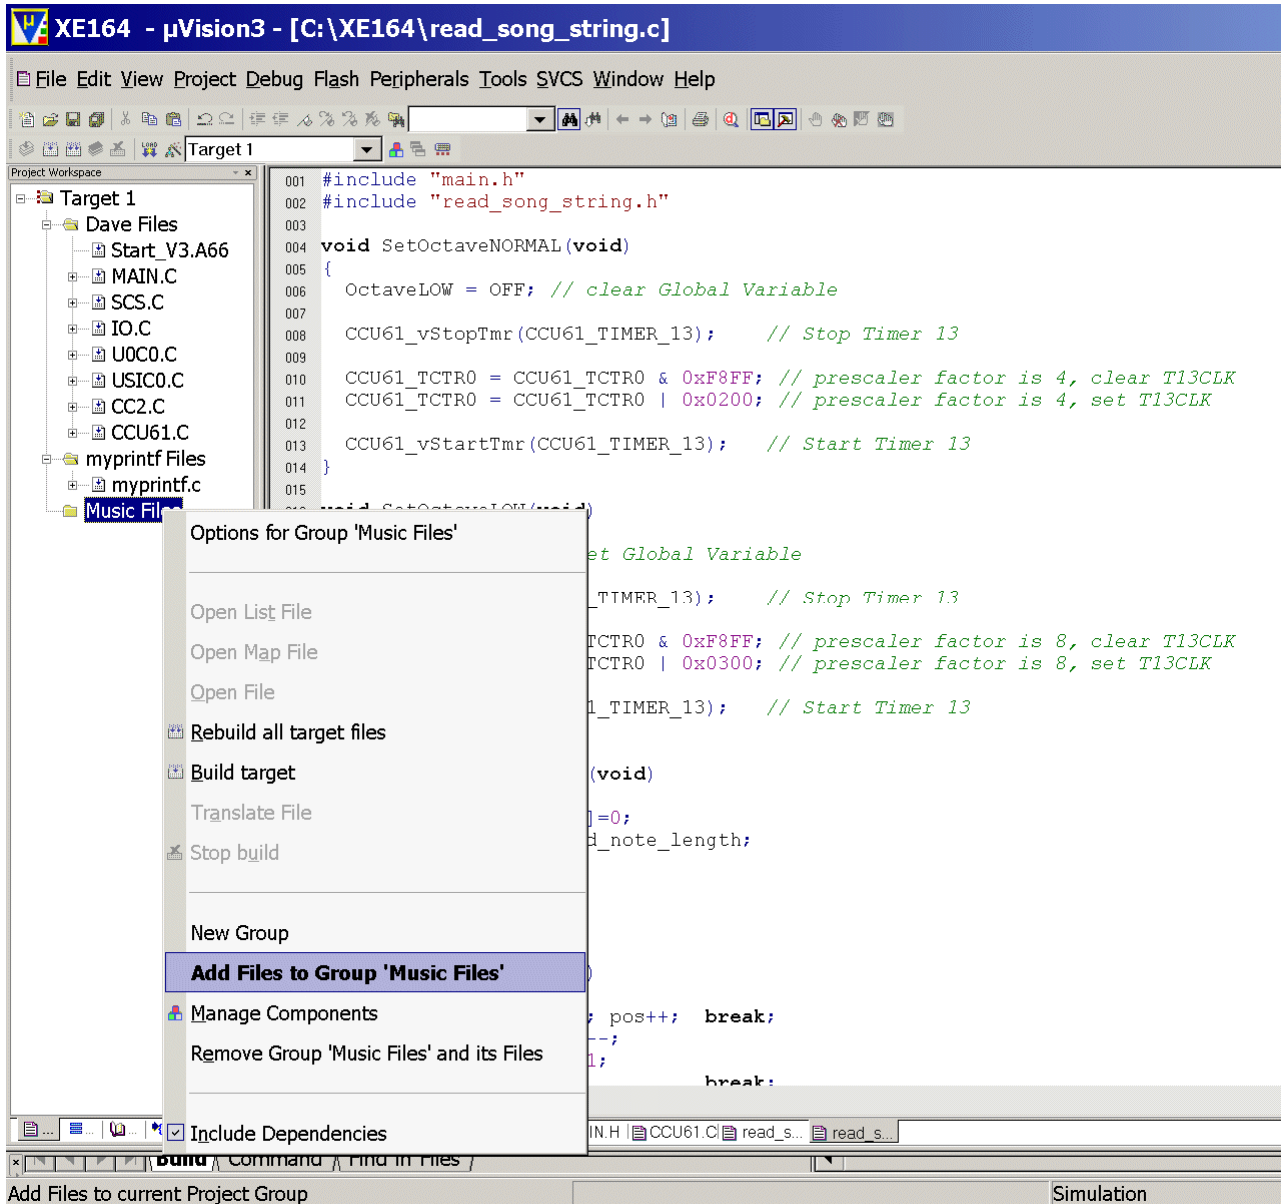 XE164 - µVision3 - [C:\XE164\read_song_string.c]
File Edit View Project Debug Flash Peripherals Tools SVCS Window Help
Target 1
Project Workspace
Target 1
Dave Files
Start_V3.A66
MAIN.C
SCS.C
IO.C
U0C0.C
USIC0.C
CC2.C
CCU61.C
myprintf Files
myprintf.c
Music Files
001 #include "main.h"
002 #include "read_song_string.h"
003
004 void SetOctaveNORMAL(void)
005 {
006 OctaveLOW = OFF; // clear Global Variable
007
008 CCU61_vStopTmr(CCU61_TIMER_13); // Stop Timer 13
009
010 CCU61_TCTR0 = CCU61_TCTR0 & 0xF8FF; // prescaler factor is 4, clear T13CLK
011 CCU61_TCTR0 = CCU61_TCTR0 | 0x0200; // prescaler factor is 4, set T13CLK
012
013 CCU61_vStartTmr(CCU61_TIMER_13); // Start Timer 13
014 }
015
void SetOctaveLOW(void)
et Global Variable
_TIMER_13); // Stop Timer 13
TCTR0 & 0xF8FF; // prescaler factor is 8, clear T13CLK
TCTR0 | 0x0300; // prescaler factor is 8, set T13CLK
1_TIMER_13); // Start Timer 13
(void)
]=0;
d_note_length;
)
; pos++; break;
--;
1;
break;
Options for Group 'Music Files'
Open List File
Open Map File
Open File
Rebuild all target files
Build target
Translate File
Stop build
New Group
Add Files to Group 'Music Files'
Manage Components
Remove Group 'Music Files' and its Files
Include Dependencies
IN.H CCU61.C read_s... read_s...
Build Command Find in Files
Add Files to current Project Group
Simulation